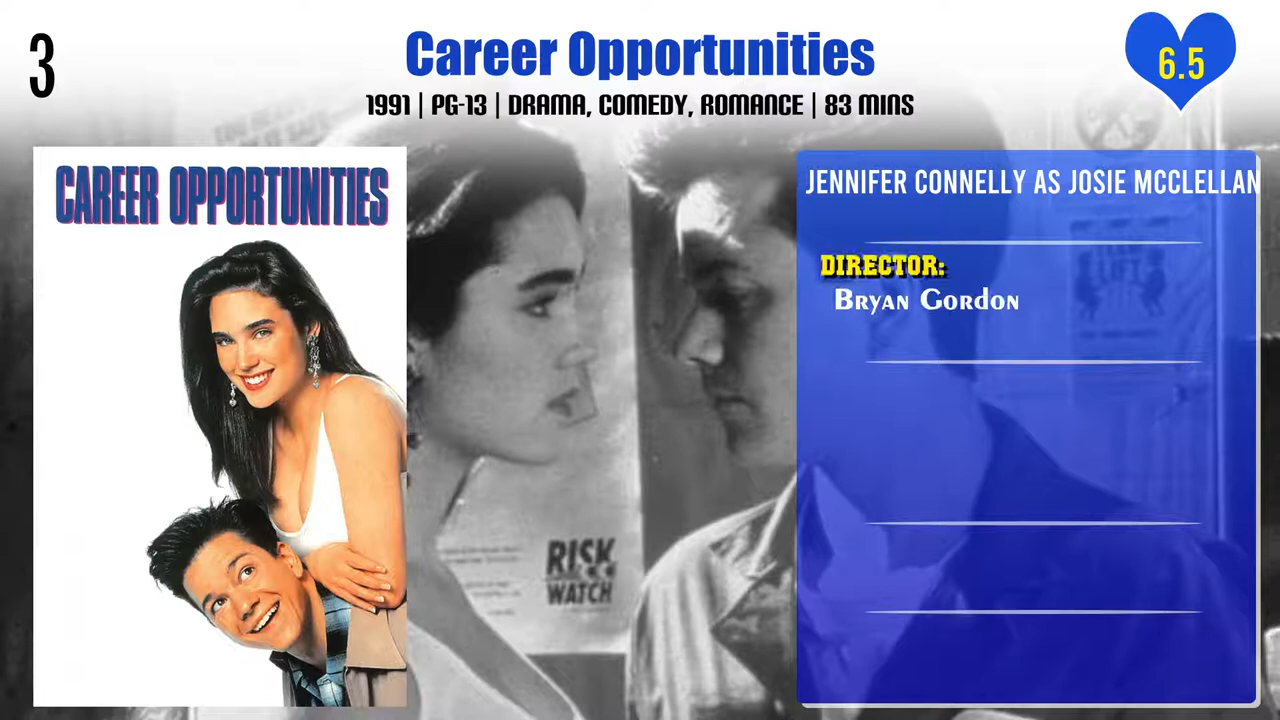 3
Career Opportunities
6.5
1991 | PG-13 | DRAMA, COMEDY, ROMANCE | 83 MINS
CAREER OPPORTUNITIES
JENNIFER CONNELLY AS JOSIE MCCLELLAN
DIRECTOR:
Bryan Gordon
RISK
WATCH